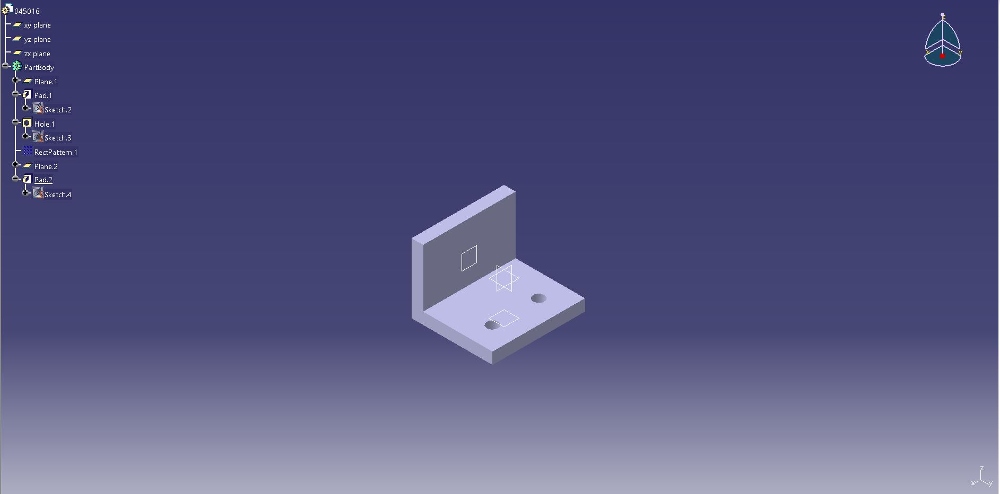 045016
xy plane
yz plane
zx plane
PartBody
Plane.1
Pad.1
Sketch.2
Hole.1
Sketch.3
RectPattern.1
Plane.2
Pad.2
Sketch.4
z
x y
z
x y